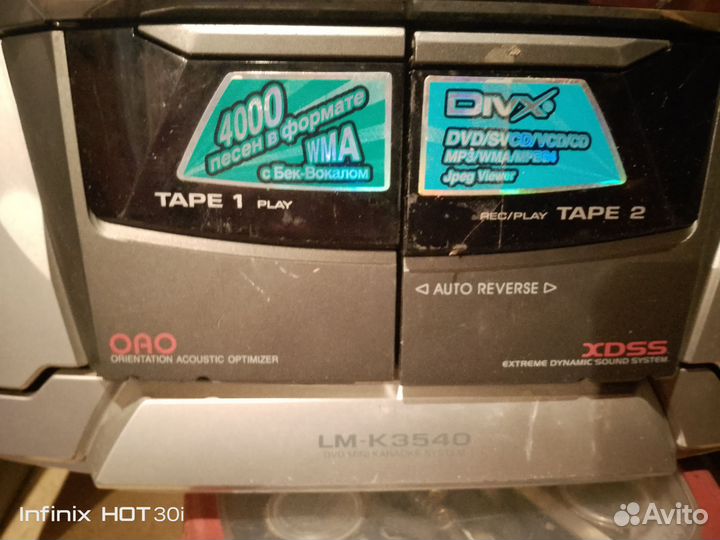 4000
песен в формате
WMA
с Бек-Вокалом
TAPE 1 PLAY
DIVX
DVD/SVCD/VCD/CD
MP3/WMA/MPEG4
Jpeg Viewer
REC/PLAY TAPE 2
◁ AUTO REVERSE ▷
OAO
ORIENTATION ACOUSTIC OPTIMIZER
XDSS
EXTREME DYNAMIC SOUND SYSTEM
LM-K3540
DVD MINI KARAOKE SYSTEM
Infinix HOT 30i
Avito